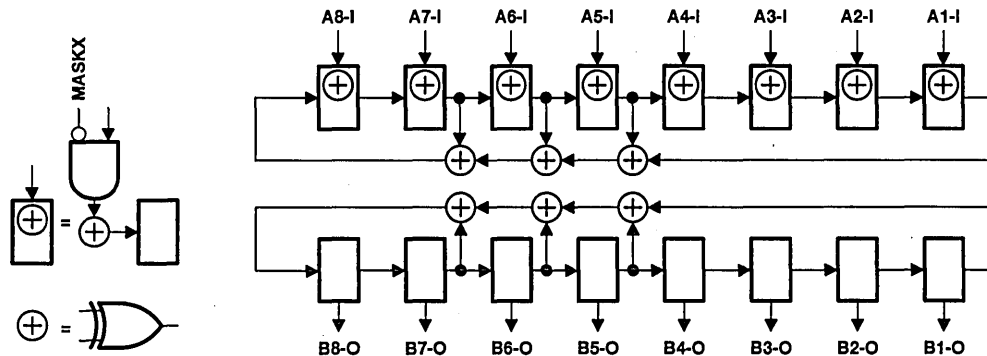 A8-I A7-I A6-I A5-I A4-I A3-I A2-I A1-I
MASKX
=
=
B8-O B7-O B6-O B5-O B4-O B3-O B2-O B1-O